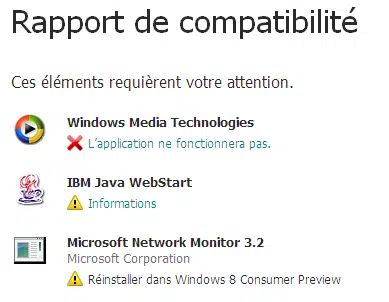 Rapport de compatibilité
Ces éléments requièrent votre attention.
Windows Media Technologies
L'application ne fonctionnera pas.
IBM Java WebStart
Informations
Microsoft Network Monitor 3.2
Microsoft Corporation
Réinstaller dans Windows 8 Consumer Preview